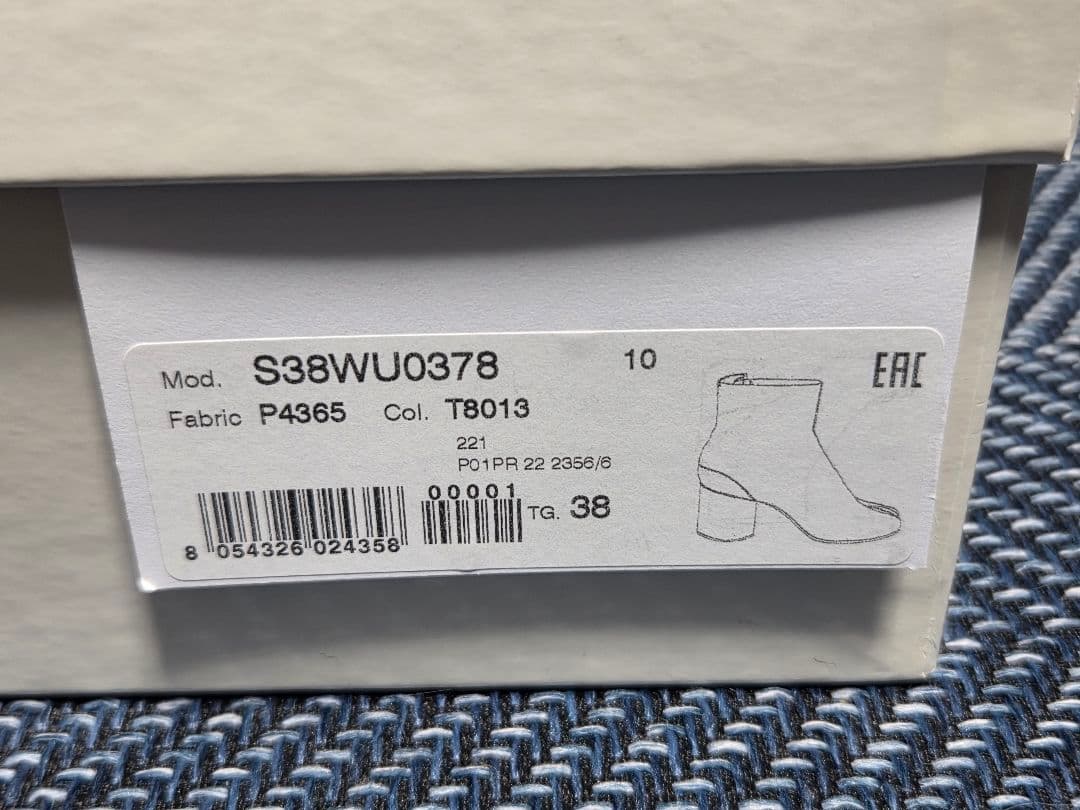 Mod. S38WU0378 10 EAC
Fabric P4365 Col. T8013
221
P01PR 22 2356/6
00001
TG. 38
8 054326 024358